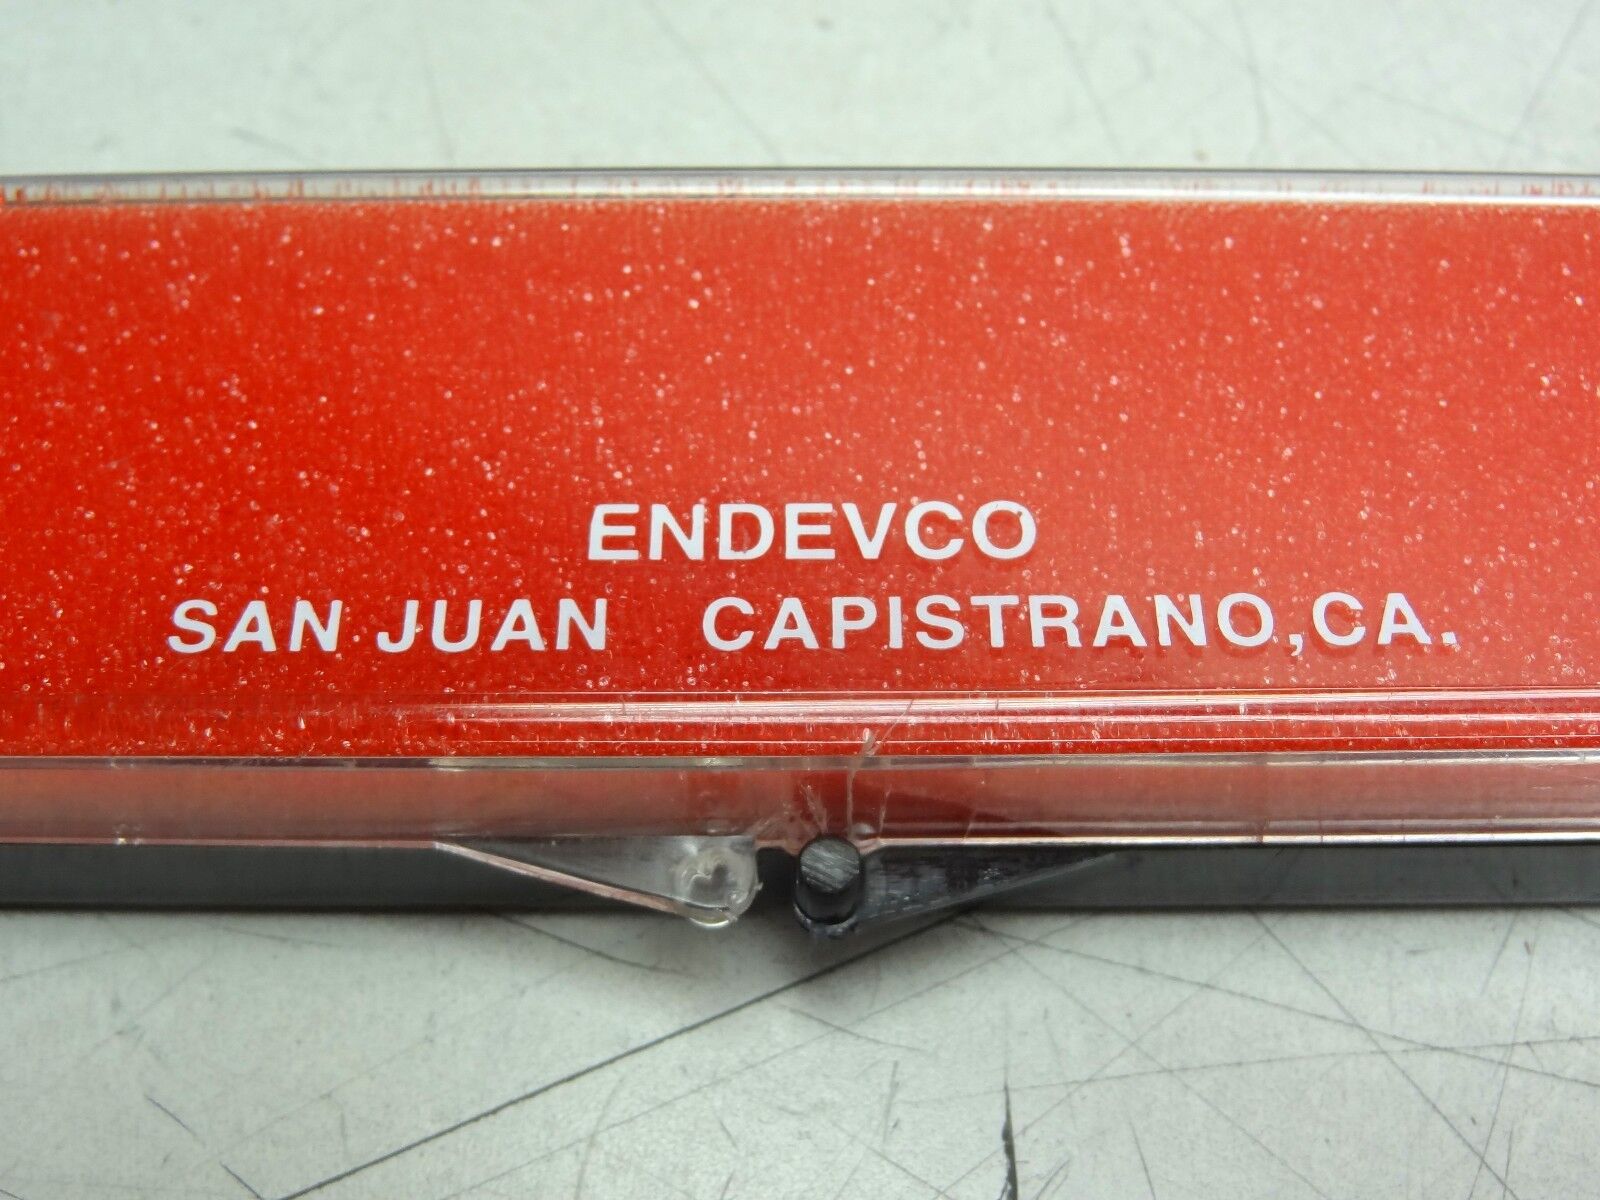 ENDEVCO
SAN JUAN CAPISTRANO, CA.